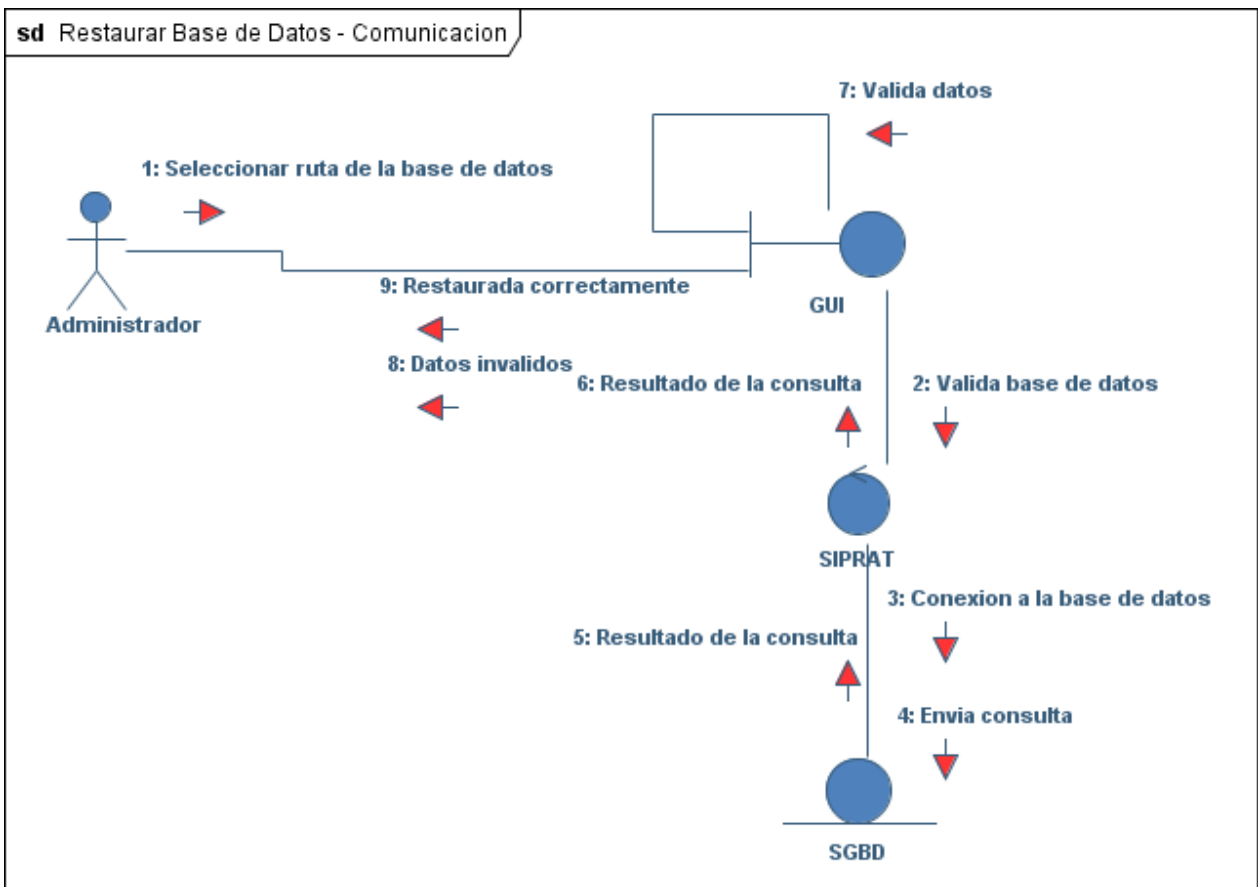 sd Restaurar Base de Datos - Comunicacion
7: Valida datos
1: Seleccionar ruta de la base de datos
9: Restaurada correctamente
GUI
Administrador
8: Datos invalidos
6: Resultado de la consulta
2: Valida base de datos
SIPRAT
3: Conexion a la base de datos
5: Resultado de la consulta
4: Envia consulta
SGBD